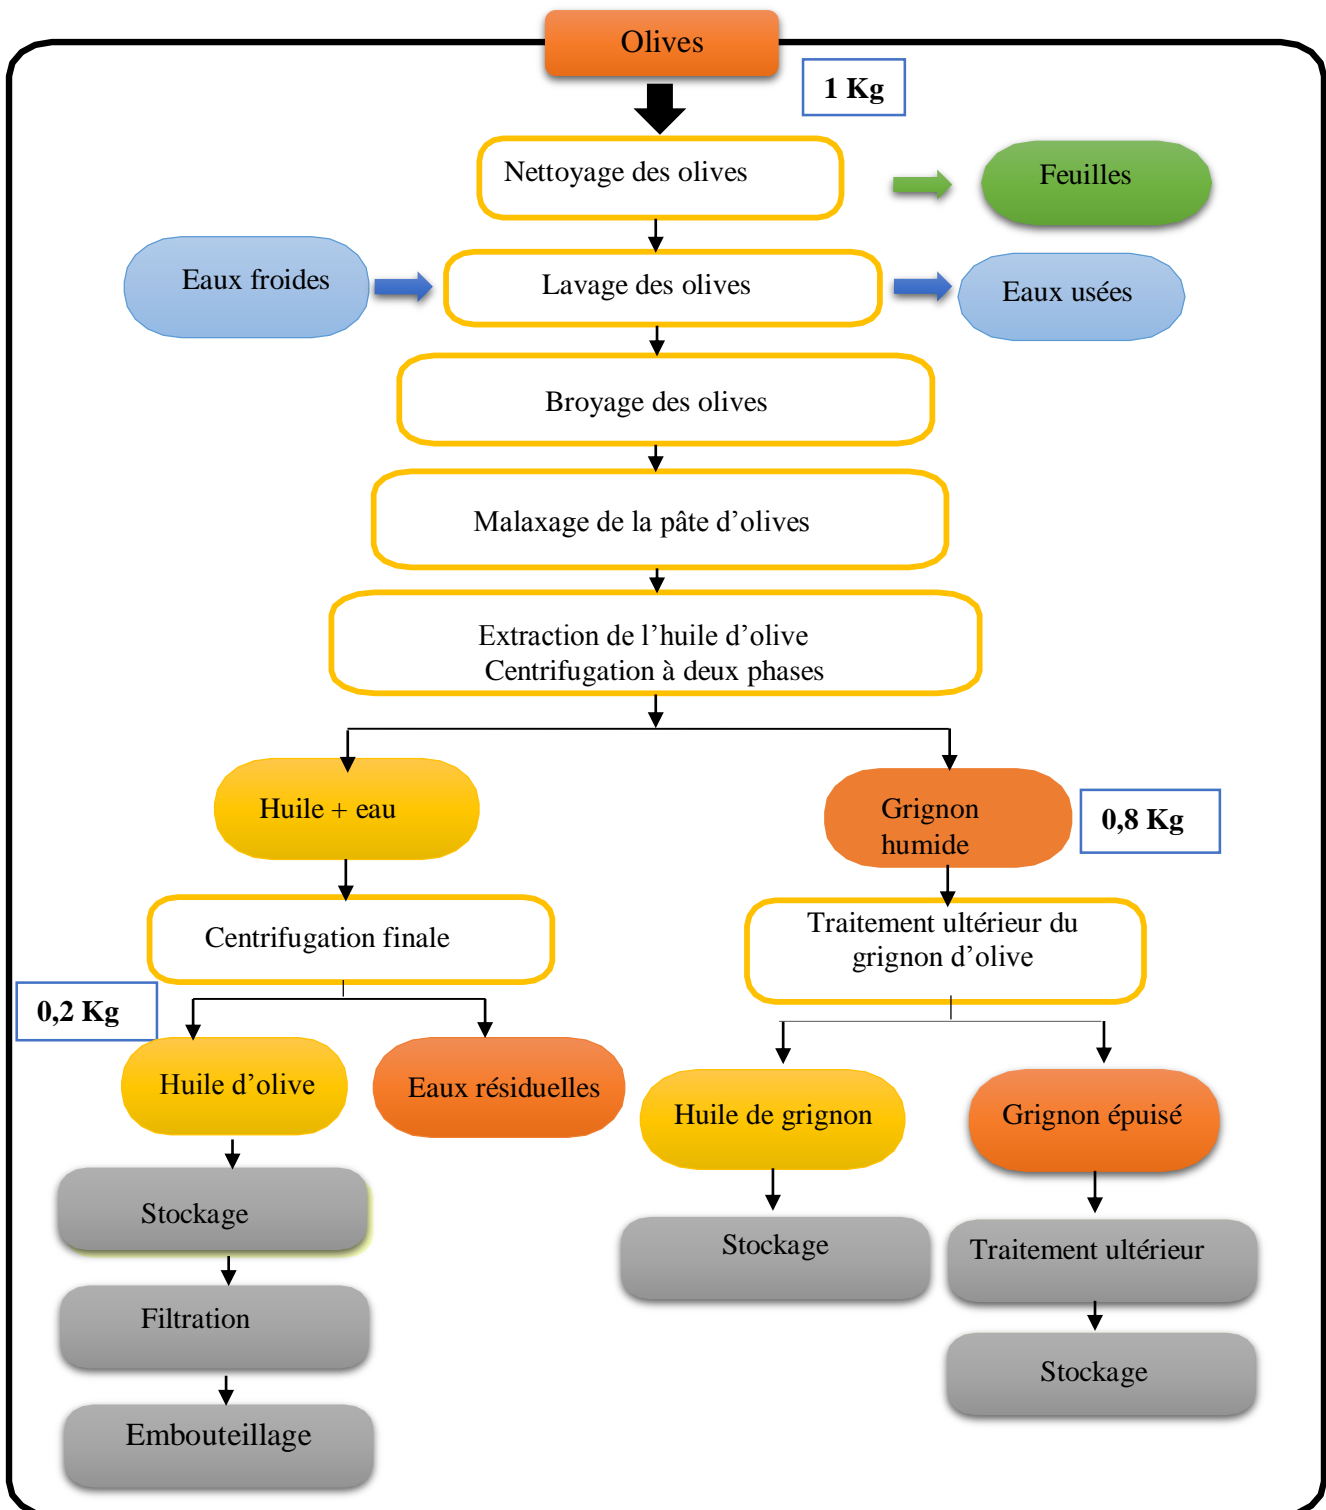 Olives
1 Kg
Nettoyage des olives
Feuilles
Eaux froides
Lavage des olives
Eaux usées
Broyage des olives
Malaxage de la pâte d’olives
Extraction de l’huile d’olive
Centrifugation à deux phases
Huile + eau
Grignon
humide
0,8 Kg
Centrifugation finale
Traitement ultérieur du
grignon d’olive
0,2 Kg
Huile d’olive
Eaux résiduelles
Huile de grignon
Grignon épuisé
Stockage
Stockage
Traitement ultérieur
Filtration
Stockage
Embouteillage